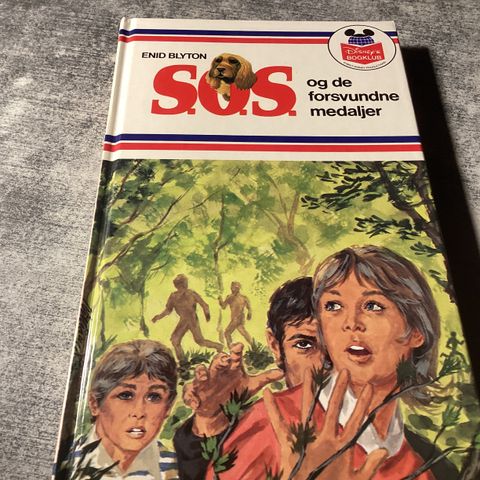 ENID BLYTON
S.O.S.
og de
forsvundne
medaljer
DISNEY'S
BOGKLUB